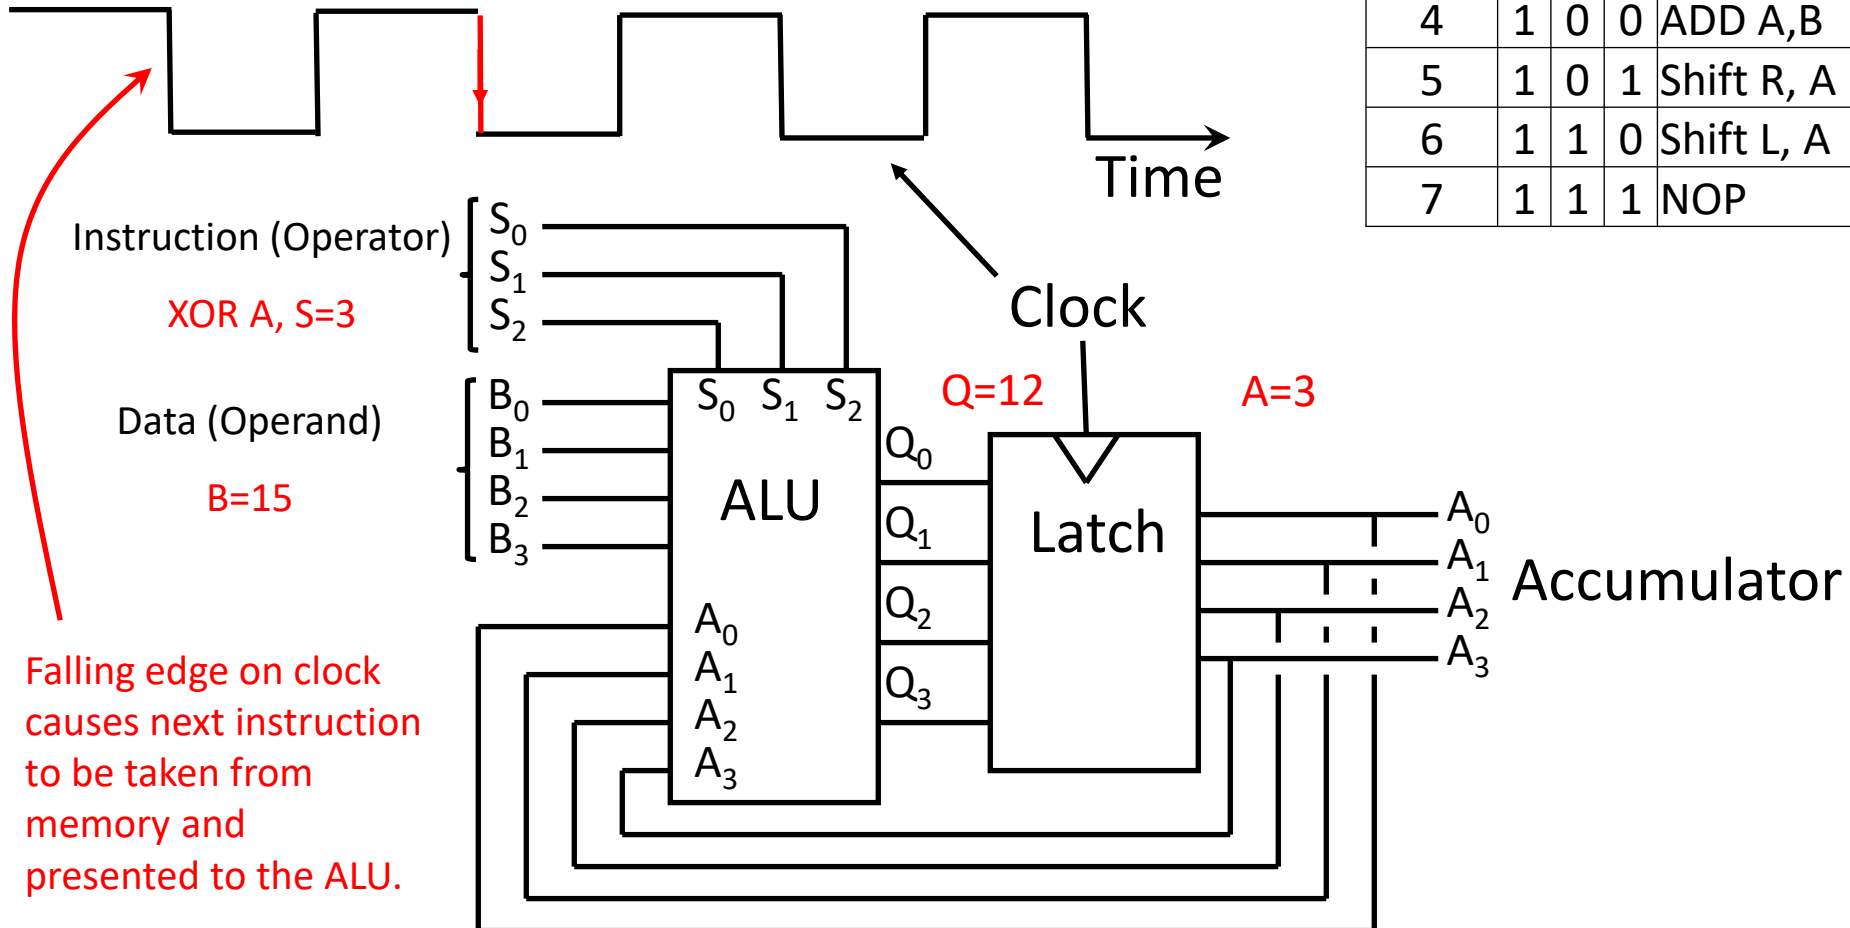 4 1 0 0 ADD A,B
5 1 0 1 Shift R, A
6 1 1 0 Shift L, A
7 1 1 1 NOP
Time
Instruction (Operator)
XOR A, S=3
S0
S1
S2
Clock
Data (Operand)
B=15
B0
B1
B2
B3
S0 S1 S2
ALU
A0
A1
A2
A3
Q=12
A=3
Q0
Q1
Q2
Q3
Latch
A0
A1
A2
A3
Accumulator
Falling edge on clock
causes next instruction
to be taken from
memory and
presented to the ALU.